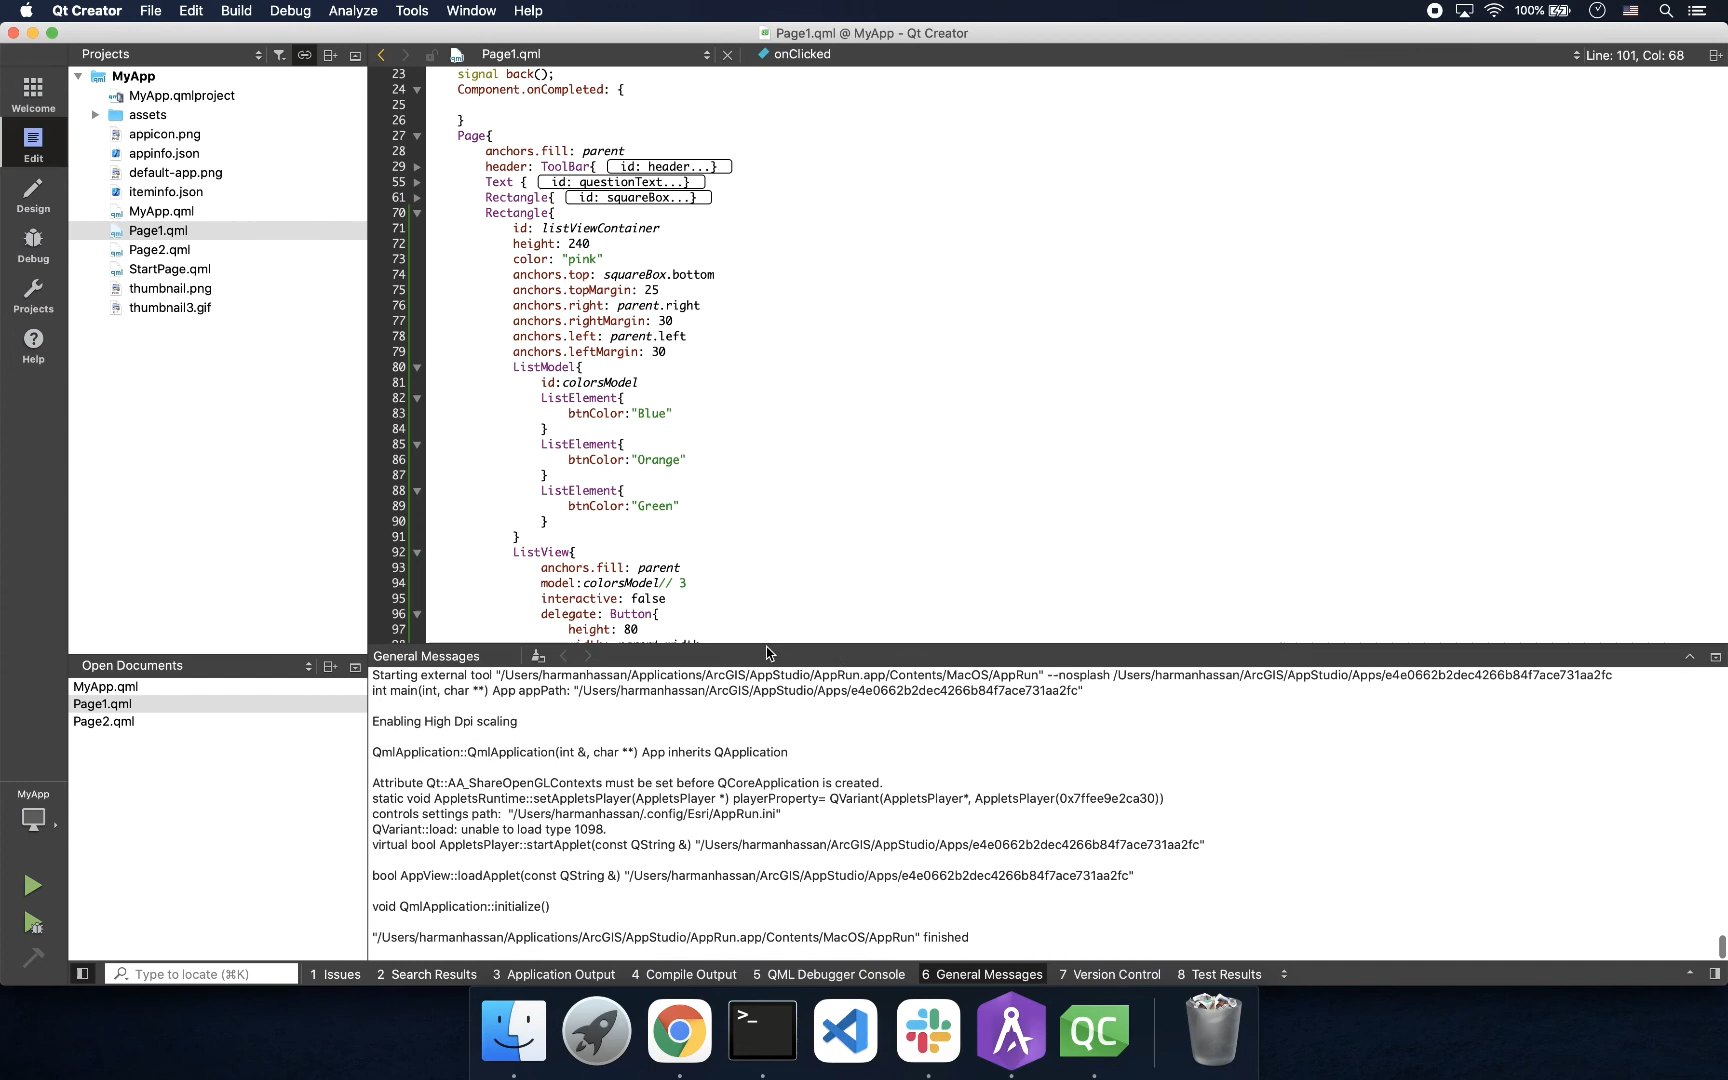 Qt Creator File Edit Build Debug Analyze Tools Window Help 100%
Page1.qml @ MyApp - Qt Creator
Projects Page1.qml onClicked Line: 101, Col: 68
Welcome
Edit
Design
Debug
Projects
Help
MyApp
MyApp.qmlproject
assets
appicon.png
appinfo.json
default-app.png
iteminfo.json
MyApp.qml
Page1.qml
Page2.qml
StartPage.qml
thumbnail.png
thumbnail3.gif
23 signal back();
24 Component.onCompleted: {
25
26 }
27 Page{
28 anchors.fill: parent
29 header: ToolBar{ id: header...}
55 Text { id: questionText...}
61 Rectangle{ id: squareBox...}
70 Rectangle{
71 id: listViewContainer
72 height: 240
73 color: "pink"
74 anchors.top: squareBox.bottom
75 anchors.topMargin: 25
76 anchors.right: parent.right
77 anchors.rightMargin: 30
78 anchors.left: parent.left
79 anchors.leftMargin: 30
80 ListModel{
81 id:colorsModel
82 ListElement{
83 btnColor:"Blue"
84 }
85 ListElement{
86 btnColor:"Orange"
87 }
88 ListElement{
89 btnColor:"Green"
90 }
91 }
92 ListView{
93 anchors.fill: parent
94 model:colorsModel// 3
95 interactive: false
96 delegate: Button{
97 height: 80
Open Documents
MyApp.qml
Page1.qml
Page2.qml
General Messages
Starting external tool "/Users/harmanhassan/Applications/ArcGIS/AppStudio/AppRun.app/Contents/MacOS/AppRun" --nosplash /Users/harmanhassan/ArcGIS/AppStudio/Apps/e4e0662b2dec4266b84f7ace731aa2fc"
int main(int, char **) App appPath: "/Users/harmanhassan/ArcGIS/AppStudio/Apps/e4e0662b2dec4266b84f7ace731aa2fc"
Enabling High Dpi scaling
QmlApplication::QmlApplication(int &, char **) App inherits QApplication
Attribute Qt::AA_ShareOpenGLContexts must be set before QCoreApplication is created.
static void AppletsRuntime::setAppletsPlayer(AppletsPlayer *) playerProperty= QVariant(AppletsPlayer*, AppletsPlayer(0x7ffee9e2ca30))
controls settings path: "/Users/harmanhassan/.config/Esri/AppRun.ini"
QVariant::load: unable to load type 1098.
virtual bool AppletsPlayer::startApplet(const QString &) "/Users/harmanhassan/ArcGIS/AppStudio/Apps/e4e0662b2dec4266b84f7ace731aa2fc"
bool AppView::loadApplet(const QString &) "/Users/harmanhassan/ArcGIS/AppStudio/Apps/e4e0662b2dec4266b84f7ace731aa2fc"
void QmlApplication::initialize()
"/Users/harmanhassan/Applications/ArcGIS/AppStudio/AppRun.app/Contents/MacOS/AppRun" finished
MyApp
Type to locate (⌘K) 1 Issues 2 Search Results 3 Application Output 4 Compile Output 5 QML Debugger Console 6 General Messages 7 Version Control 8 Test Results
>_
QC